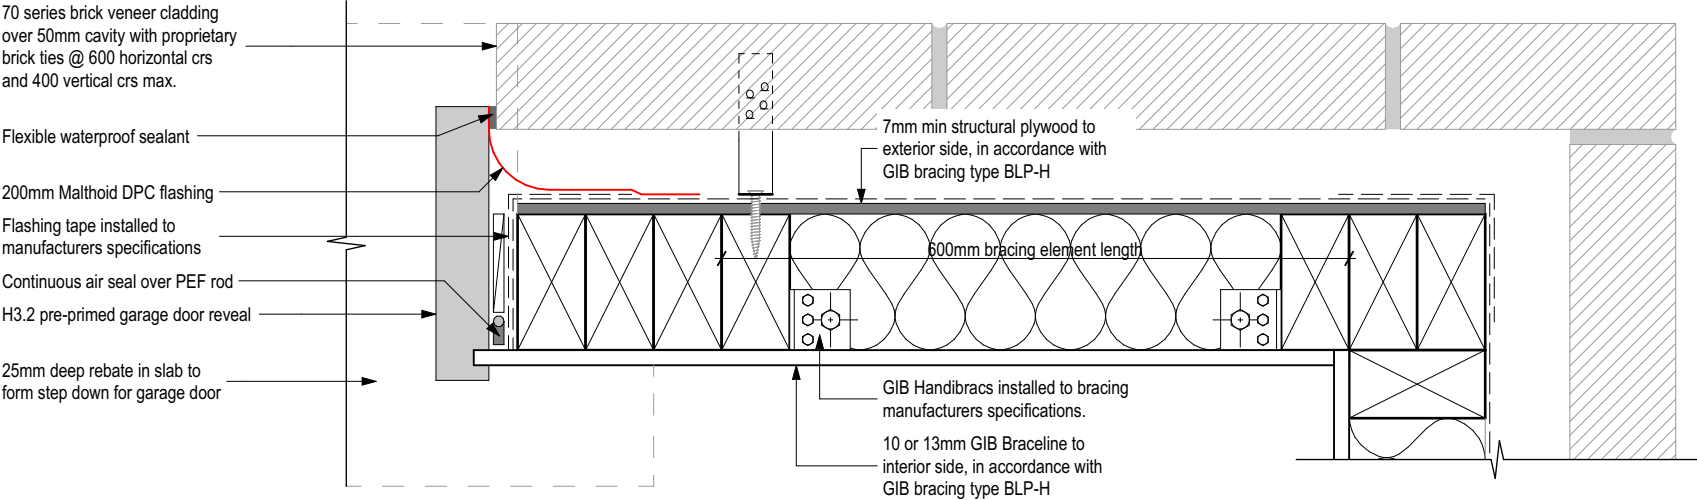 70 series brick veneer cladding
over 50mm cavity with proprietary
brick ties @ 600 horizontal crs
and 400 vertical crs max.
Flexible waterproof sealant
200mm Malthoid DPC flashing
Flashing tape installed to
manufacturers specifications
Continuous air seal over PEF rod
H3.2 pre-primed garage door reveal
25mm deep rebate in slab to
form step down for garage door
7mm min structural plywood to
exterior side, in accordance with
GIB bracing type BLP-H
600mm bracing element length
GIB Handibracs installed to bracing
manufacturers specifications.
10 or 13mm GIB Braceline to
interior side, in accordance with
GIB bracing type BLP-H